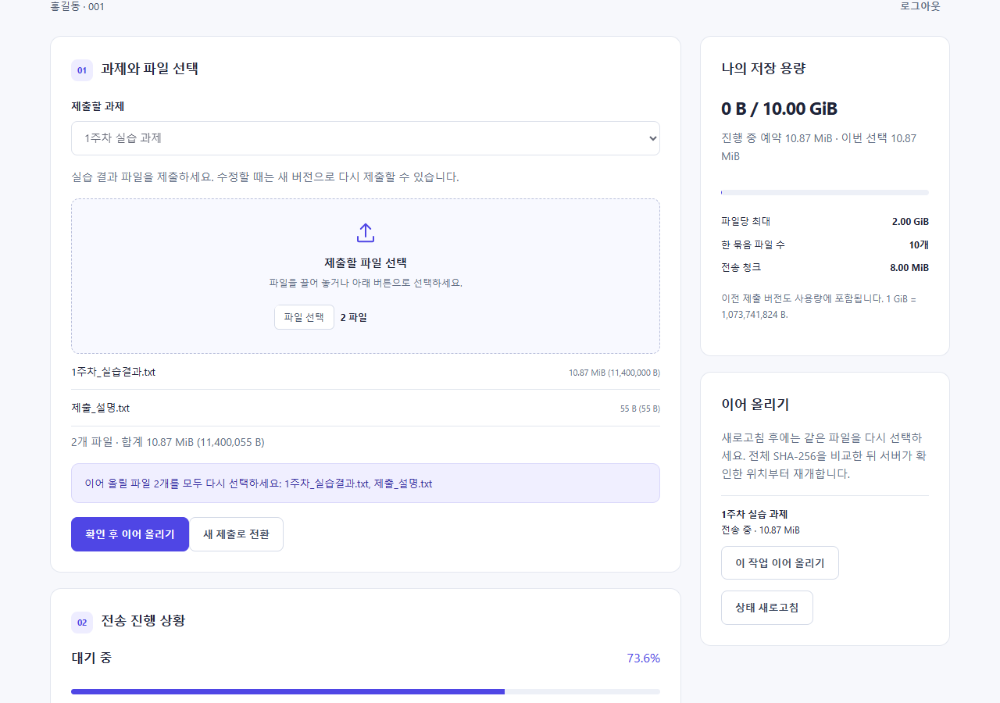 홍길동 · 001
로그아웃
01
과제와 파일 선택
제출할 과제
1주차 실습 과제
실습 결과 파일을 제출하세요. 수정할 때는 새 버전으로 다시 제출할 수 있습니다.
제출할 파일 선택
파일을 끌어 놓거나 아래 버튼으로 선택하세요.
파일 선택 2 파일
1주차_실습결과.txt 10.87 MiB (11,400,000 B)
제출_설명.txt 55 B (55 B)
2개 파일 · 합계 10.87 MiB (11,400,055 B)
이어 올릴 파일 2개를 모두 다시 선택하세요: 1주차_실습결과.txt, 제출_설명.txt
확인 후 이어 올리기 새 제출로 전환
02
전송 진행 상황
대기 중 73.6%
나의 저장 용량
0 B / 10.00 GiB
진행 중 예약 10.87 MiB · 이번 선택 10.87
MiB
파일당 최대 2.00 GiB
한 묶음 파일 수 10개
전송 청크 8.00 MiB
이전 제출 버전도 사용량에 포함됩니다. 1 GiB =
1,073,741,824 B.
이어 올리기
새로고침 후에는 같은 파일을 다시 선택하
세요. 전체 SHA-256을 비교한 뒤 서버가 확
인한 위치부터 재개합니다.
1주차 실습 과제
전송 중 · 10.87 MiB
이 작업 이어 올리기
상태 새로고침